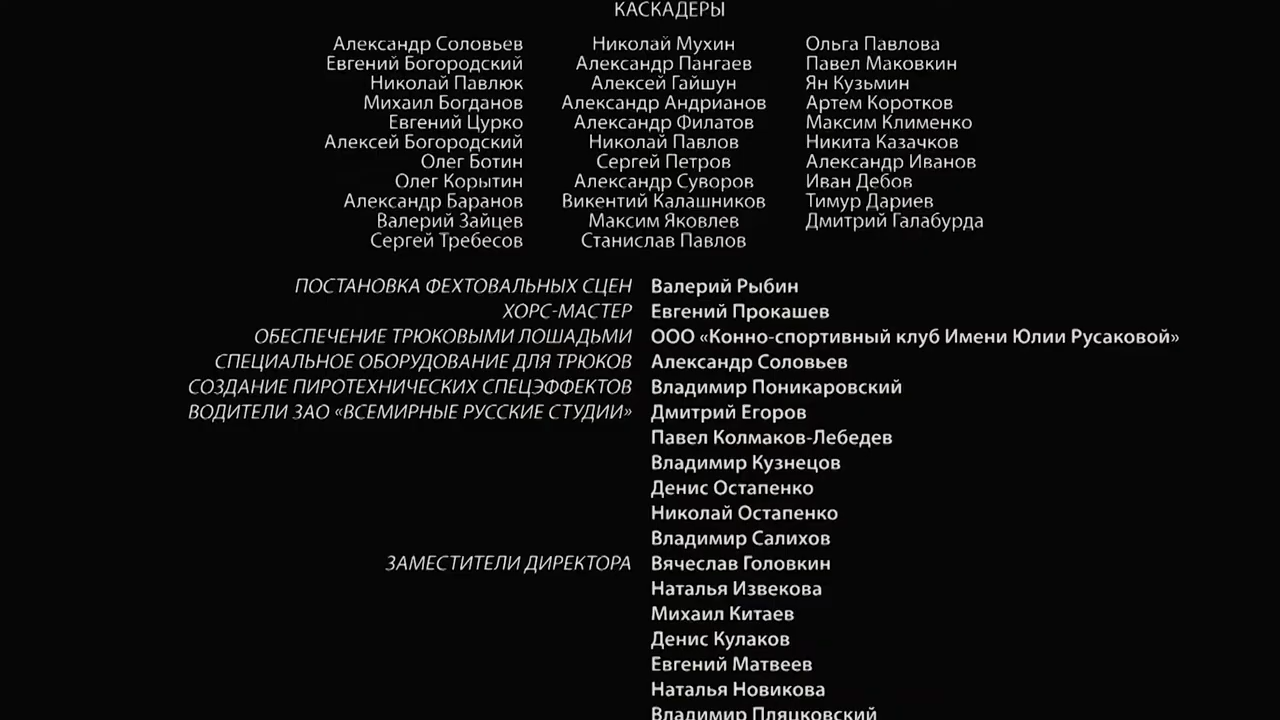 КАСКАДЕРЫ
Александр Соловьев Николай Мухин Ольга Павлова
Евгений Богородский Александр Пангаев Павел Маковкин
Николай Павлюк Алексей Гайшун Ян Кузьмин
Михаил Богданов Александр Андрианов Артем Коротков
Евгений Цурко Александр Филатов Максим Клименко
Алексей Богородский Николай Павлов Никита Казачков
Олег Ботин Сергей Петров Александр Иванов
Олег Корытин Александр Суворов Иван Дебов
Александр Баранов Викентий Калашников Тимур Дариев
Валерий Зайцев Максим Яковлев Дмитрий Галабурда
Сергей Требесов Станислав Павлов
ПОСТАНОВКА ФЕХТОВАЛЬНЫХ СЦЕН Валерий Рыбин
ХОРС-МАСТЕР Евгений Прокашев
ОБЕСПЕЧЕНИЕ ТРЮКОВЫМИ ЛОШАДЬМИ ООО «Конно-спортивный клуб Имени Юлии Русаковой»
СПЕЦИАЛЬНОЕ ОБОРУДОВАНИЕ ДЛЯ ТРЮКОВ Александр Соловьев
СОЗДАНИЕ ПИРОТЕХНИЧЕСКИХ СПЕЦЭФФЕКТОВ Владимир Поникаровский
ВОДИТЕЛИ ЗАО «ВСЕМИРНЫЕ РУССКИЕ СТУДИИ» Дмитрий Егоров
Павел Колмаков-Лебедев
Владимир Кузнецов
Денис Остапенко
Николай Остапенко
Владимир Салихов
ЗАМЕСТИТЕЛИ ДИРЕКТОРА Вячеслав Головкин
Наталья Извекова
Михаил Китаев
Денис Кулаков
Евгений Матвеев
Наталья Новикова
Владимир Пляцковский